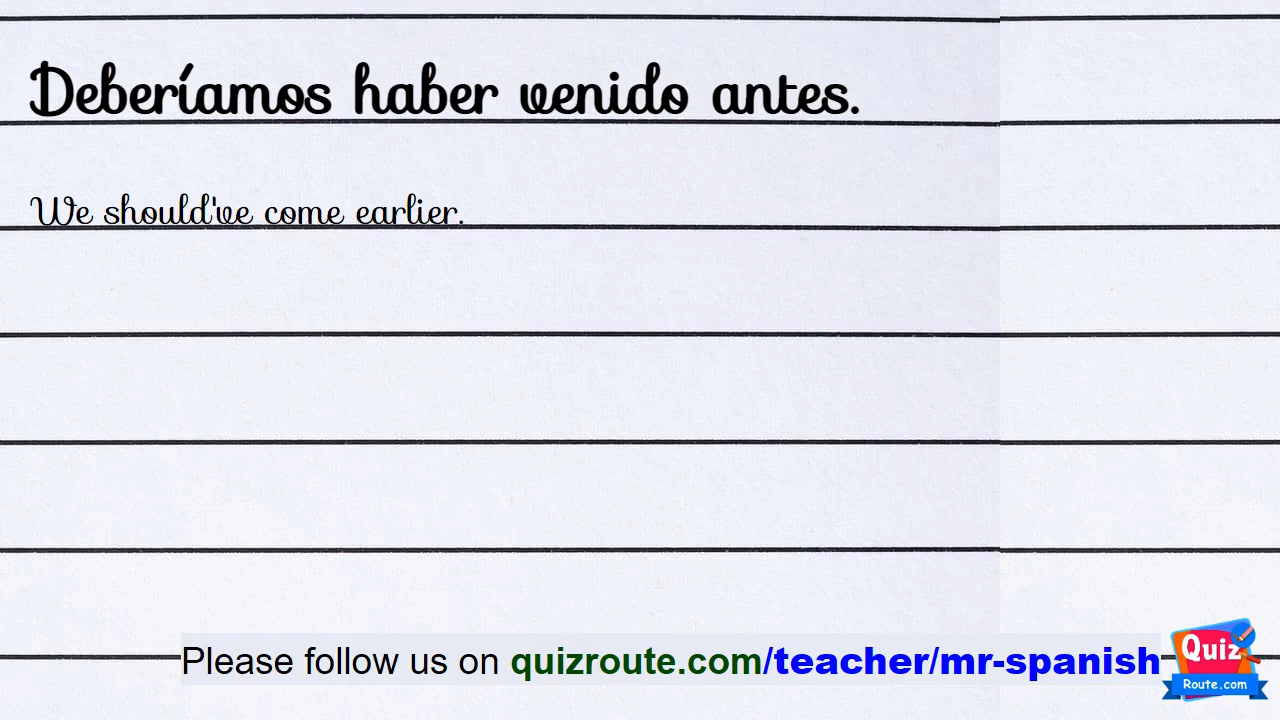 Deberíamos haber venido antes.
We should've come earlier.
Please follow us on quizroute.com/teacher/mr-spanish
Quiz
Route.com